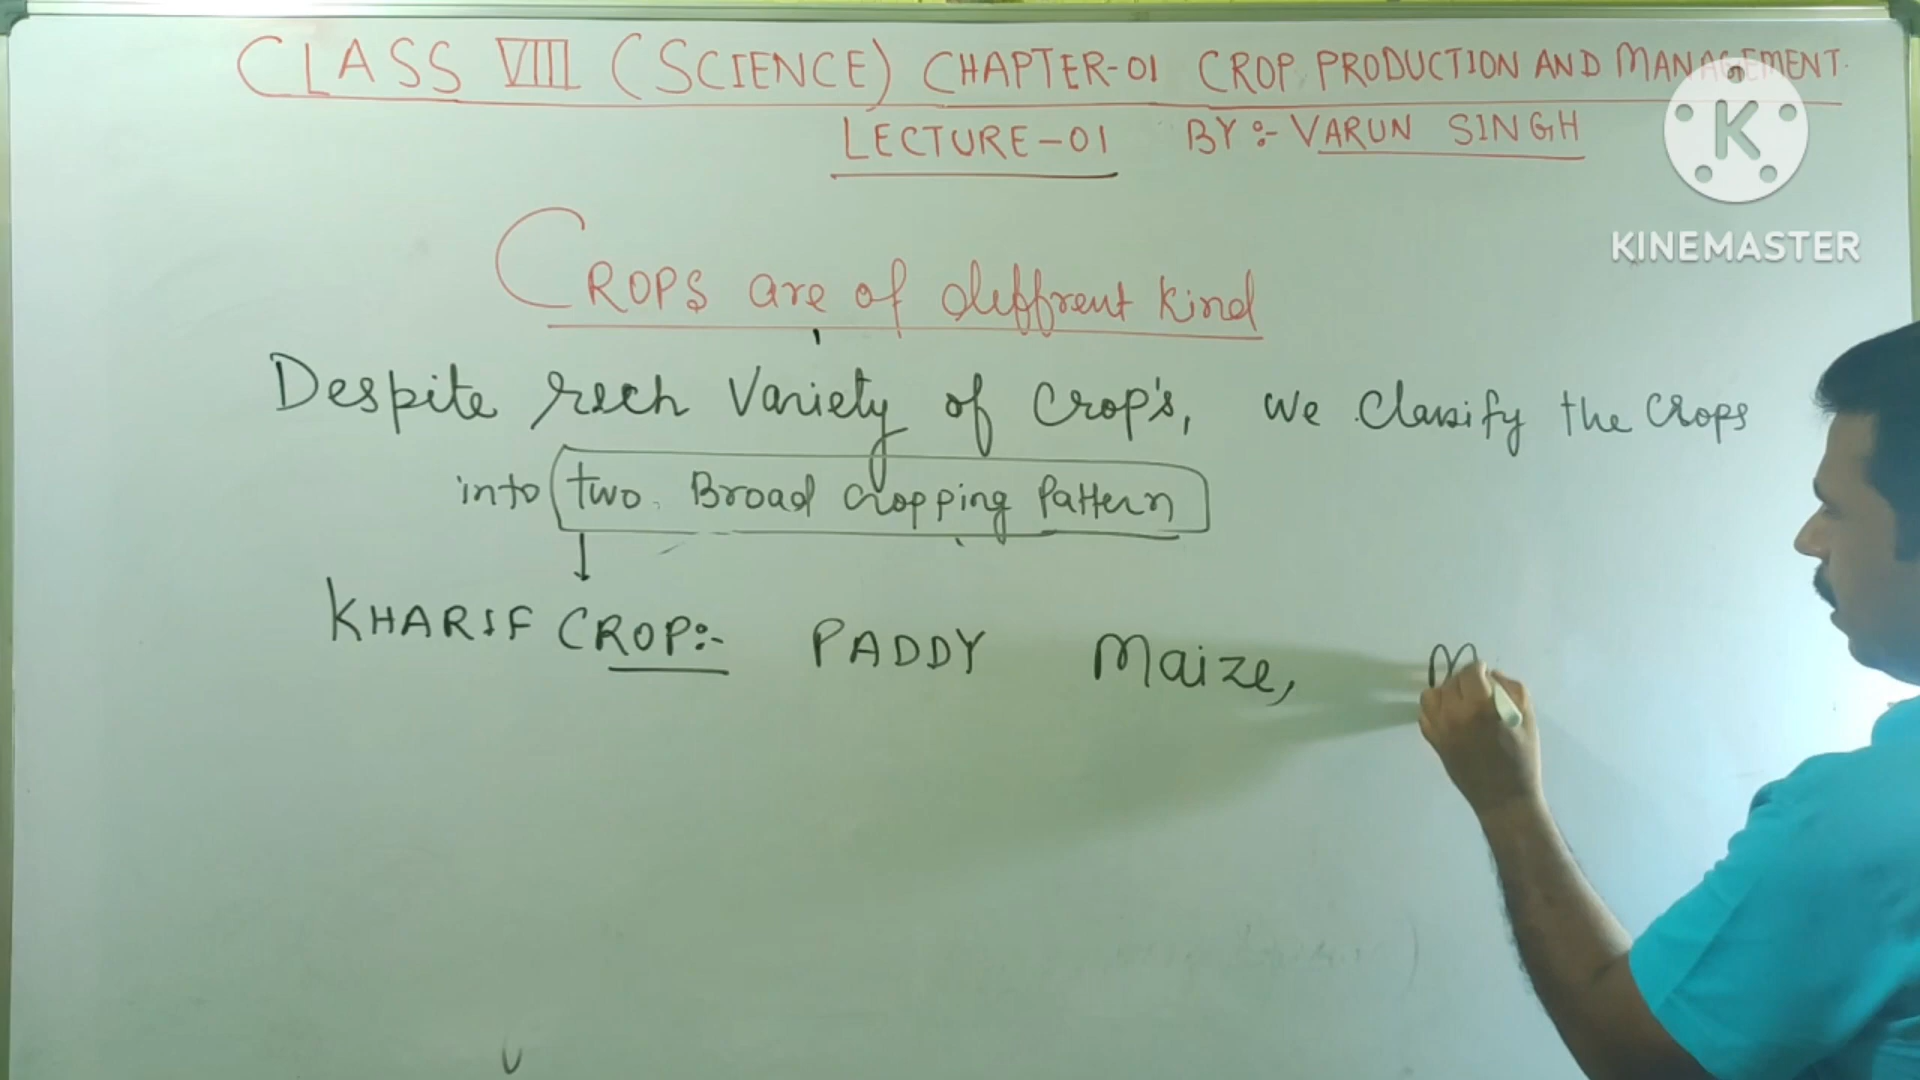 CLASS VIII (SCIENCE) CHAPTER-01 CROP PRODUCTION AND MANAGEMENT.
LECTURE-01 BY:- VARUN SINGH
KINEMASTER
CROPS are of diffrent kind
Despite rich Variety of Crop's, we Classify the Crops
into two Broad Cropping Pattern
KHARIF CROP:- PADDY Maize, M